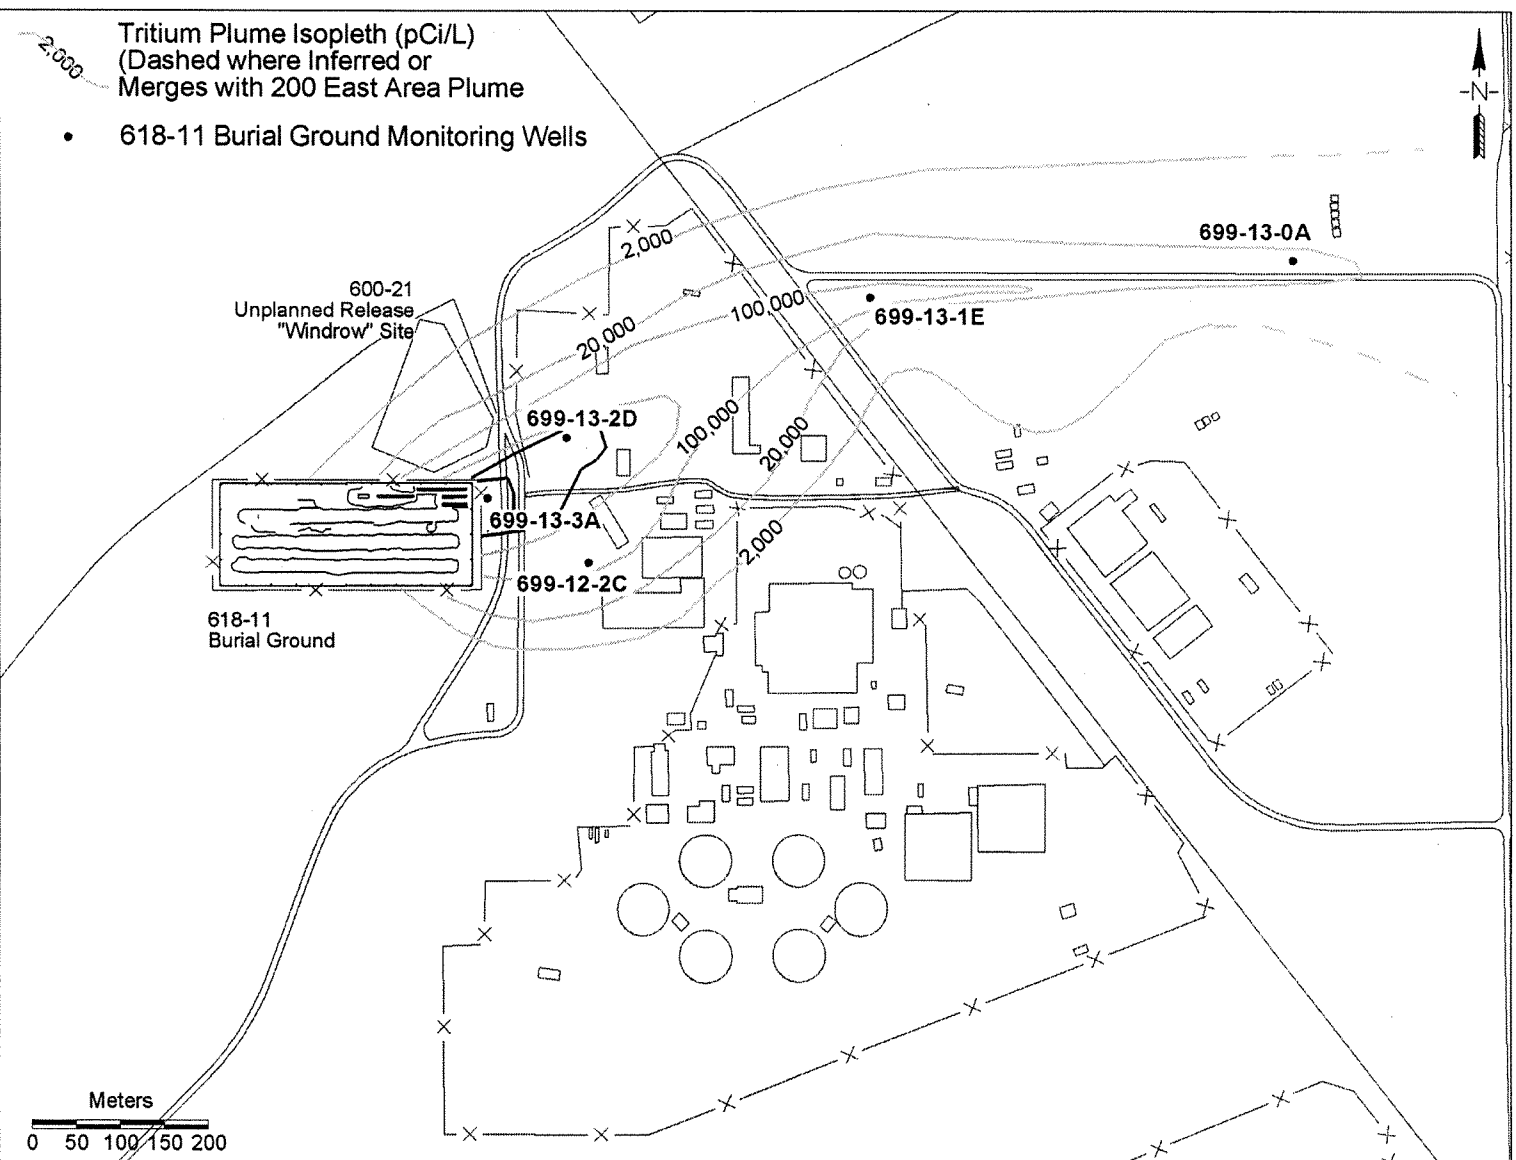 2,000
Tritium Plume Isopleth (pCi/L)
(Dashed where Inferred or
Merges with 200 East Area Plume
618-11 Burial Ground Monitoring Wells
-N-
699-13-0A
2,000
600-21
Unplanned Release
"Windrow" Site
100,000
699-13-1E
20,000
699-13-2D
100,000
20,000
699-13-3A
2,000
699-12-2C
618-11
Burial Ground
Meters
0 50 100 150 200